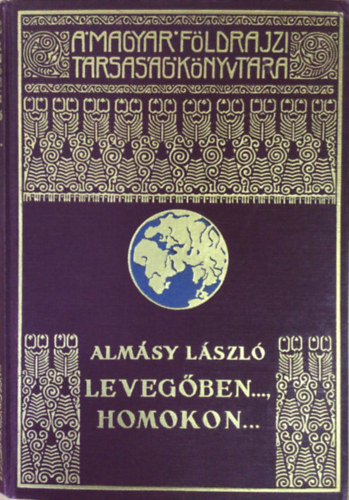 A MAGYAR FÖLDRAJZI
TÁRSASÁG KÖNYVTÁRA
ALMÁSY LÁSZLÓ
LEVEGŐBEN...,
HOMOKON...